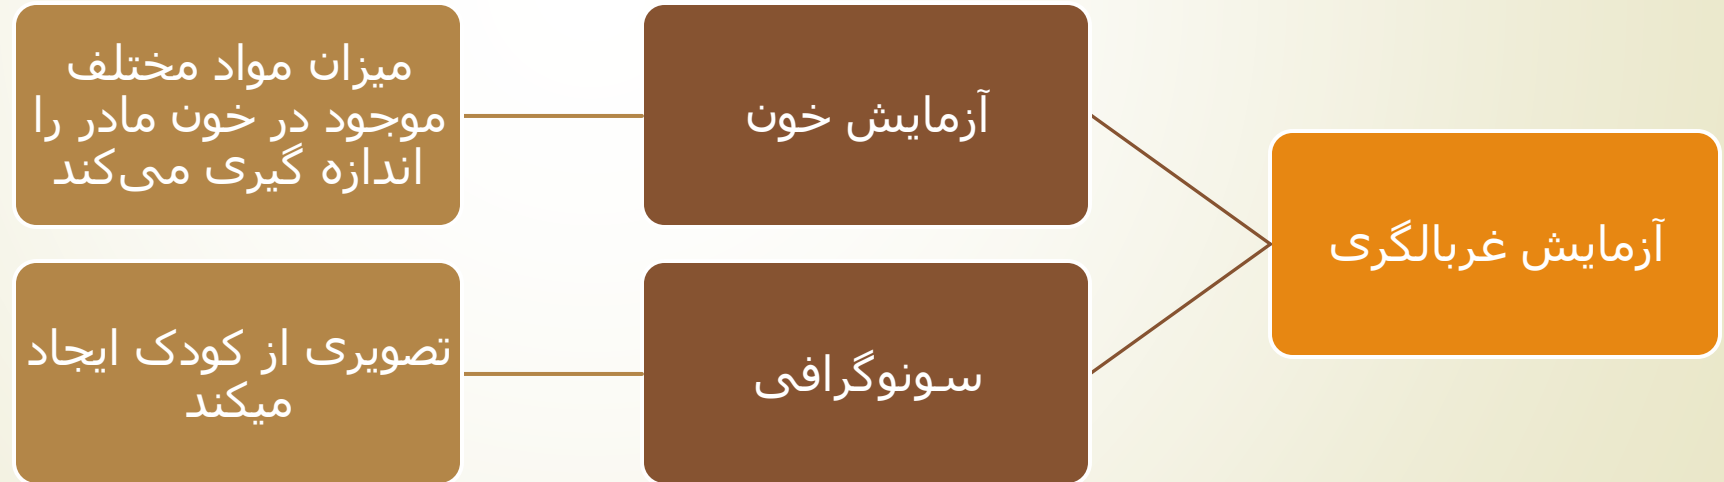 آزمایش غربالگری
آزمایش خون
میزان مواد مختلف
موجود در خون مادر را
اندازه گیری می‌کند
سونوگرافی
تصویری از کودک ایجاد
میکند